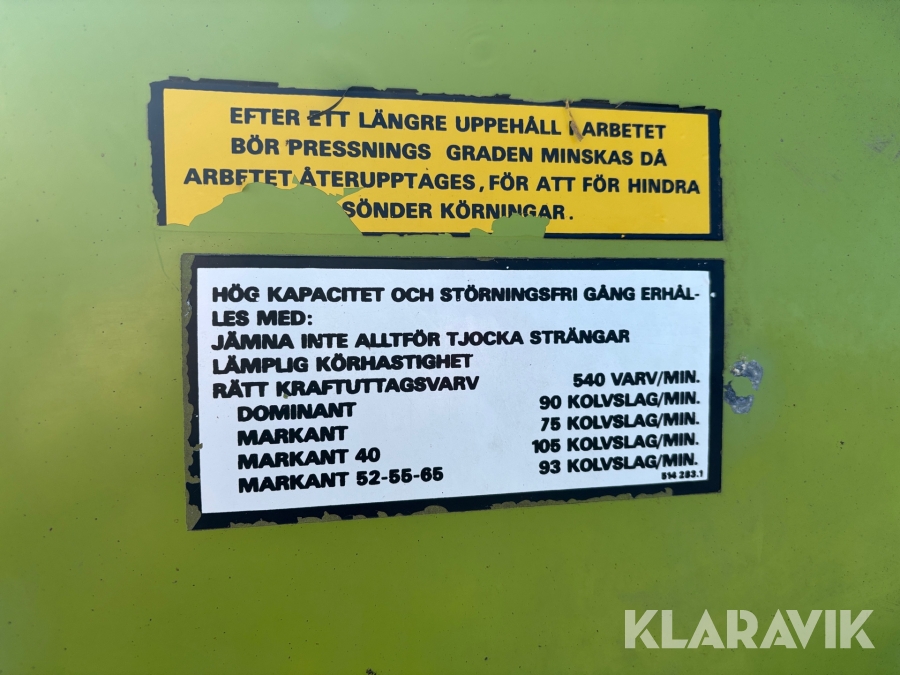 EFTER ETT LÄNGRE UPPEHÅLL I ARBETET
BÖR PRESSNINGS GRADEN MINSKAS DÅ
ARBETET ÅTERUPPTAGES, FÖR ATT FÖR HINDRA
SÖNDER KÖRNINGAR.
HÖG KAPACITET OCH STÖRNINGSFRI GÅNG ERHÅL-
LES MED:
JÄMNA INTE ALLTFÖR TJOCKA STRÄNGAR
LÄMPLIG KÖRHASTIGHET
RÄTT KRAFTUTTAGSVARV 540 VARV/MIN.
DOMINANT 90 KOLVSLAG/MIN.
MARKANT 75 KOLVSLAG/MIN.
MARKANT 40 105 KOLVSLAG/MIN.
MARKANT 52-55-65 93 KOLVSLAG/MIN.
514 283.1
KLARAVIK